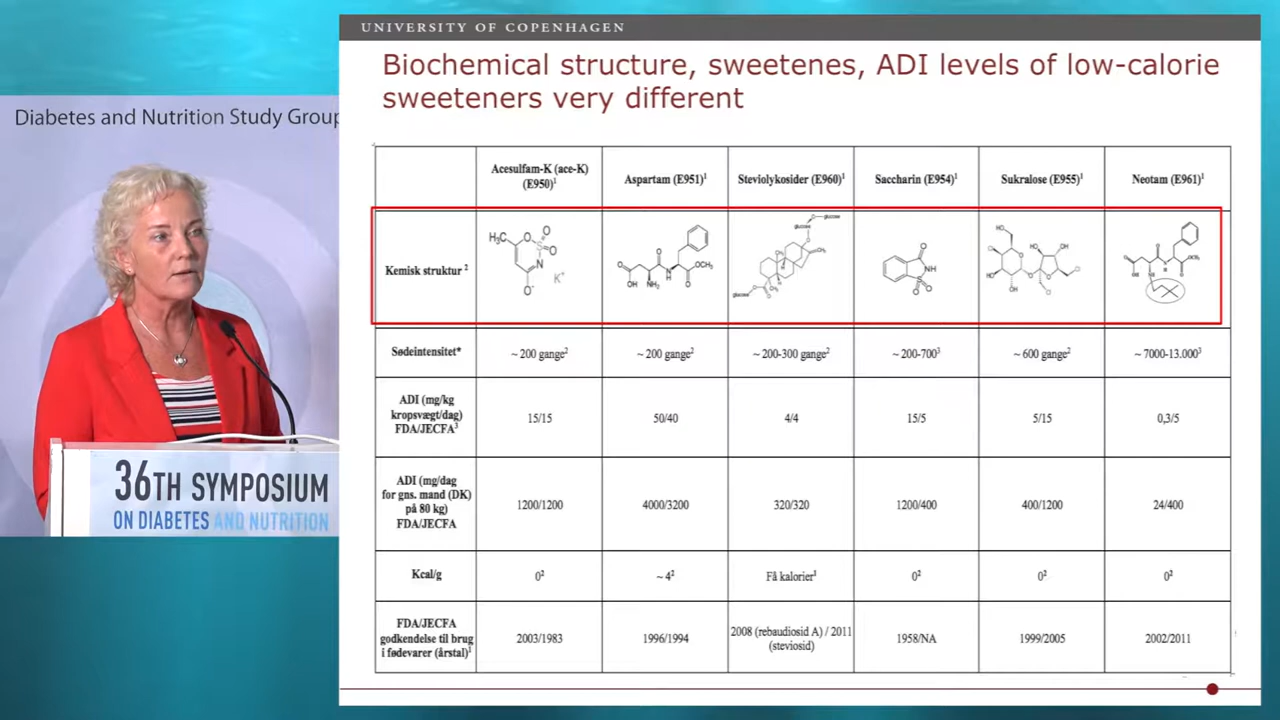 UNIVERSITY OF COPENHAGEN
Biochemical structure, sweetenes, ADI levels of low-calorie
sweeteners very different
Diabetes and Nutrition Study Group
36TH SYMPOSIUM
ON DIABETES AND NUTRITION
Acesulfam-K (ace-K) (E950)¹
Aspartam (E951)¹
Steviolykosider (E960)¹
Saccharin (E954)¹
Sukralose (E955)¹
Neotam (E961)¹
Kemisk struktur ²
Sødeintensitet*
~ 200 gange²
~ 200 gange²
~ 200-300 gange²
~ 200-700³
~ 600 gange²
~ 7000-13.000³
ADI (mg/kg
kropsvægt/dag)
FDA/JECFA³
15/15
50/40
4/4
15/5
5/15
0,3/5
ADI (mg/dag
for gns. mand (DK)
på 80 kg)
FDA/JECFA
1200/1200
4000/3200
320/320
1200/400
400/1200
24/400
Kcal/g
0²
~ 4²
Få kalorier¹
0²
0²
0²
FDA/JECFA
godkendelse til brug
i fødevarer (årstal)¹
2003/1983
1996/1994
2008 (rebaudiosid A) / 2011
(steviosid)
1958/NA
1999/2005
2002/2011